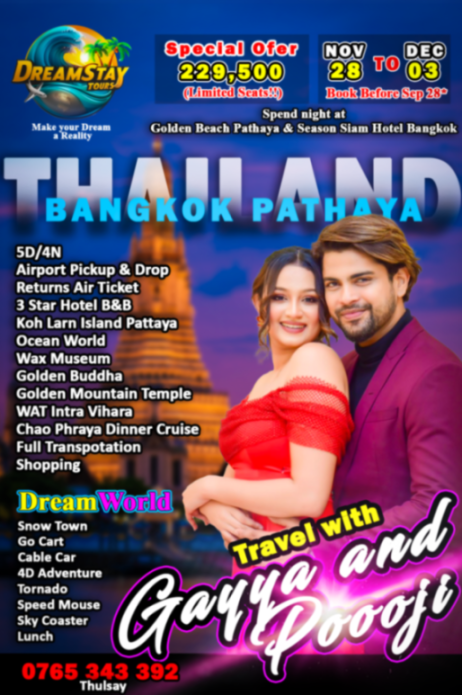 DREAMSTAY
TOURS
Make your Dream
a Reality
Special Ofer
229,500
(Limited Seats!!)
NOV
28
TO
DEC
03
Book Before Sep 28*
Spend night at
Golden Beach Pathaya & Season Siam Hotel Bangkok
THAILAND
BANGKOK PATHAYA
5D/4N
Airport Pickup & Drop
Returns Air Ticket
3 Star Hotel B&B
Koh Larn Island Pattaya
Ocean World
Wax Museum
Golden Buddha
Golden Mountain Temple
WAT Intra Vihara
Chao Phraya Dinner Cruise
Full Transpotation
Shopping
DreamWorld
Snow Town
Go Cart
Cable Car
4D Adventure
Tornado
Speed Mouse
Sky Coaster
Lunch
Travel with
Gayya and
Poooji
0765 343 392
Thulsay